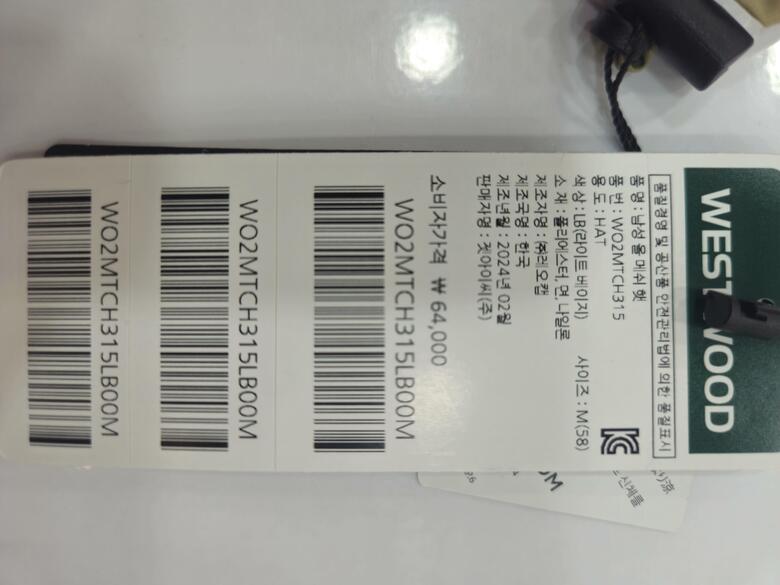 WESTWOOD
품질경영 및 공산품 안전관리법에 의한 품질표시
품명 : 남성 올 메쉬 햇
품번 : WO2MTCH315
용도 : HAT
색상 : LB(라이트 베이지) 사이즈 : M(58)
소재 : 폴리에스터, 면, 나일론
제조자명 : ㈜레오캡
제조국명 : 한국
제조년월 : 2024년 02월
판매자명 : 젯아이씨(주)
소비자가격 ₩ 64,000
WO2MTCH315LB00M
WO2MTCH315LB00M
WO2MTCH315LB00M